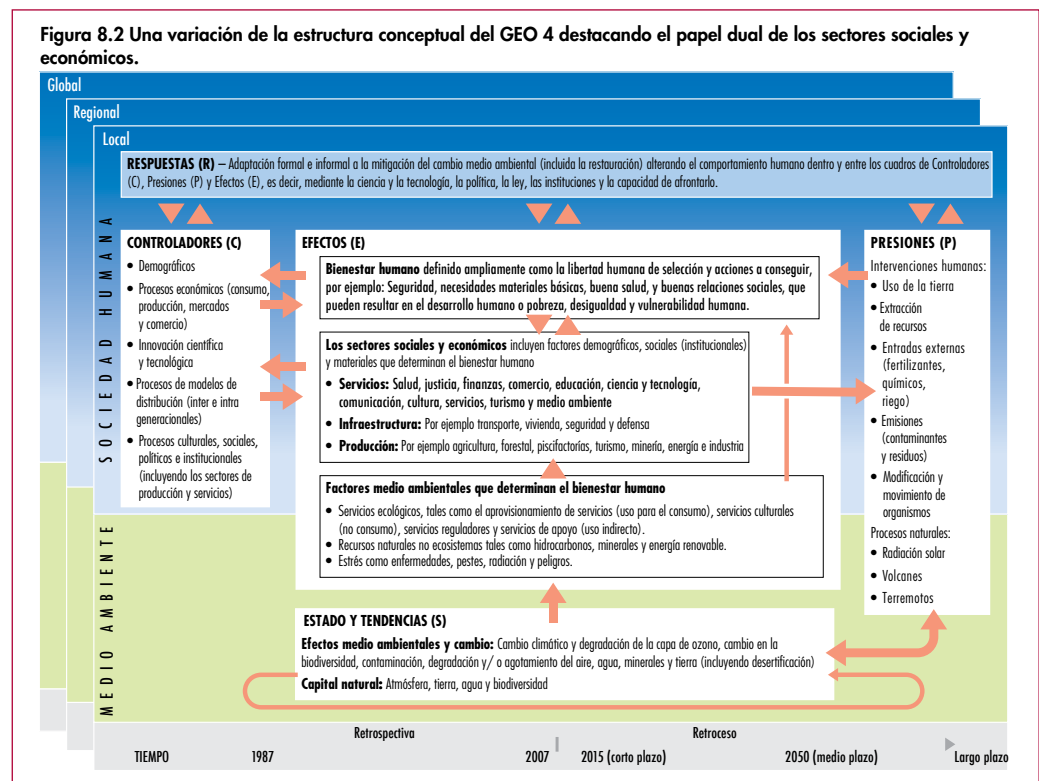 Figura 8.2 Una variación de la estructura conceptual del GEO 4 destacando el papel dual de los sectores sociales y
económicos.
Global
Regional
Local
RESPUESTAS (R) – Adaptación formal e informal a la mitigación del cambio medio ambiental (incluida la restauración) alterando el comportamiento humano dentro y entre los cuadros de Controladores
(C), Presiones (P) y Efectos (E), es decir, mediante la ciencia y la tecnología, la política, la ley, las instituciones y la capacidad de afrontarlo.
SOCIEDAD HUMANA
CONTROLADORES (C)
• Demográficos
• Procesos económicos (consumo,
producción, mercados
y comercio)
• Innovación científica
y tecnológica
• Procesos de modelos de
distribución (inter e intra
generacionales)
• Procesos culturales, sociales,
políticos e institucionales
(incluyendo los sectores de
producción y servicios)
EFECTOS (E)
Bienestar humano definido ampliamente como la libertad humana de selección y acciones a conseguir,
por ejemplo: Seguridad, necesidades materiales básicas, buena salud, y buenas relaciones sociales, que
pueden resultar en el desarrollo humano o pobreza, desigualdad y vulnerabilidad humana.
Los sectores sociales y económicos incluyen factores demográficos, sociales (institucionales)
y materiales que determinan el bienestar humano
• Servicios: Salud, justicia, finanzas, comercio, educación, ciencia y tecnología,
comunicación, cultura, servicios, turismo y medio ambiente
• Infraestructura: Por ejemplo transporte, vivienda, seguridad y defensa
• Producción: Por ejemplo agricultura, forestal, piscifactorías, turismo, minería, energía e industria
Factores medio ambientales que determinan el bienestar humano
• Servicios ecológicos, tales como el aprovisionamiento de servicios (uso para el consumo), servicios culturales
(no consumo), servicios reguladores y servicios de apoyo (uso indirecto).
• Recursos naturales no ecosistemas tales como hidrocarbonos, minerales y energía renovable.
• Estrés como enfermedades, pestes, radiación y peligros.
PRESIONES (P)
Intervenciones humanas:
• Uso de la tierra
• Extracción
de recursos
• Entradas externas
(fertilizantes,
químicos,
riego)
• Emisiones
(contaminantes
y residuos)
• Modificación y
movimiento de
organismos
Procesos naturales:
• Radiación solar
• Volcanes
• Terremotos
MEDIO AMBIENTE
ESTADO Y TENDENCIAS (S)
Efectos medio ambientales y cambio: Cambio climático y degradación de la capa de ozono, cambio en la
biodiversidad, contaminación, degradación y/ o agotamiento del aire, agua, minerales y tierra (incluyendo desertificación)
Capital natural: Atmósfera, tierra, agua y biodiversidad
Retrospectiva
Retroceso
TIEMPO
1987
2007
2015 (corto plazo)
2050 (medio plazo)
Largo plazo